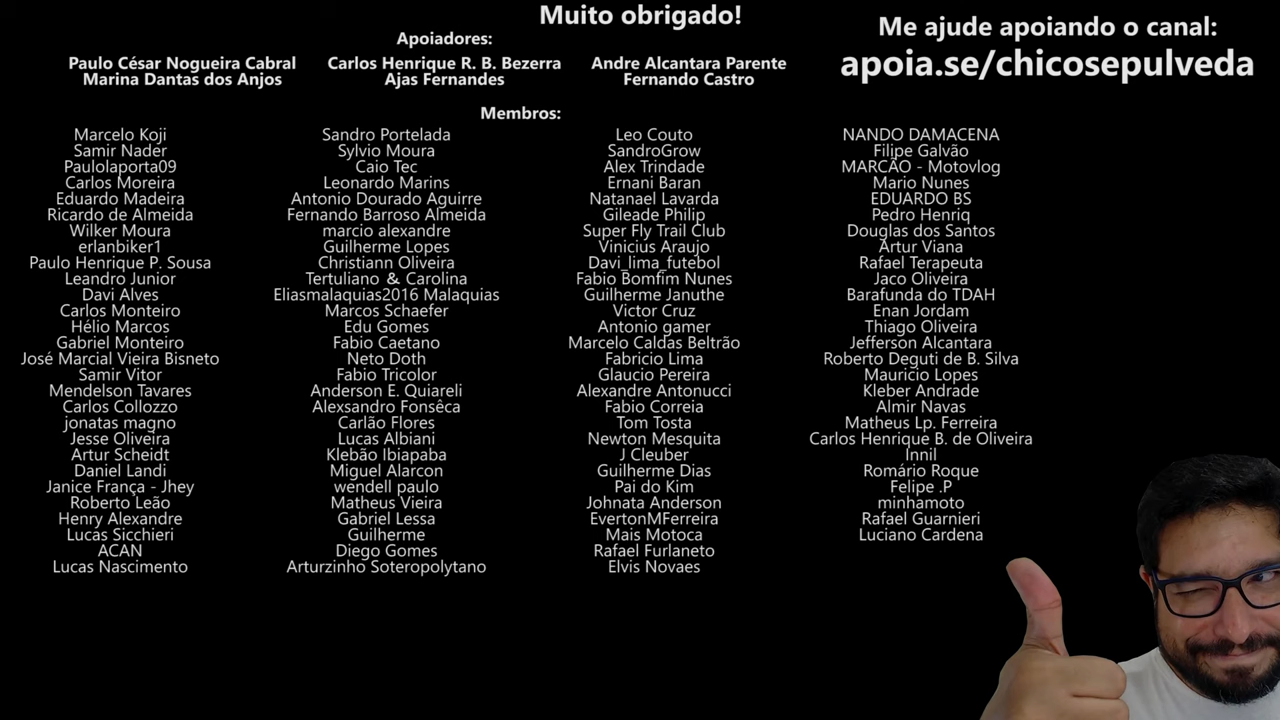 Muito obrigado!
Me ajude apoiando o canal:
apoia.se/chicosepulveda
Apoiadores:
Paulo César Nogueira Cabral
Marina Dantas dos Anjos
Carlos Henrique R. B. Bezerra
Ajas Fernandes
Andre Alcantara Parente
Fernando Castro
Membros:
Marcelo Koji
Samir Nader
Paulolaporta09
Carlos Moreira
Eduardo Madeira
Ricardo de Almeida
Wilker Moura
erlanbiker1
Paulo Henrique P. Sousa
Leandro Junior
Davi Alves
Carlos Monteiro
Hélio Marcos
Gabriel Monteiro
José Marcial Vieira Bisneto
Samir Vitor
Mendelson Tavares
Carlos Collozzo
jonatas magno
Jesse Oliveira
Artur Scheidt
Daniel Landi
Janice França - Jhey
Roberto Leão
Henry Alexandre
Lucas Sicchieri
ACAN
Lucas Nascimento
Sandro Portelada
Sylvio Moura
Caio Tec
Leonardo Marins
Antonio Dourado Aguirre
Fernando Barroso Almeida
marcio alexandre
Guilherme Lopes
Christiann Oliveira
Tertuliano & Carolina
Eliasmalaquias2016 Malaquias
Marcos Schaefer
Edu Gomes
Fabio Caetano
Neto Doth
Fabio Tricolor
Anderson E. Quiareli
Alexsandro Fonsêca
Carlão Flores
Lucas Albiani
Klebão Ibiapaba
Miguel Alarcon
wendell paulo
Matheus Vieira
Gabriel Lessa
Guilherme
Diego Gomes
Arturzinho Soteropolytano
Leo Couto
SandroGrow
Alex Trindade
Ernani Baran
Natanael Lavarda
Gileade Philip
Super Fly Trail Club
Vinicius Araujo
Davi_lima_futebol
Fabio Bomfim Nunes
Guilherme Januthe
Victor Cruz
Antonio gamer
Marcelo Caldas Beltrão
Fabricio Lima
Glaucio Pereira
Alexandre Antonucci
Fabio Correia
Tom Tosta
Newton Mesquita
J Cleuber
Guilherme Dias
Pai do Kim
Johnata Anderson
EvertonMFerreira
Mais Motoca
Rafael Furlaneto
Elvis Novaes
NANDO DAMACENA
Filipe Galvão
MARCÃO - Motovlog
Mario Nunes
EDUARDO BS
Pedro Henriq
Douglas dos Santos
Artur Viana
Rafael Terapeuta
Jaco Oliveira
Barafunda do TDAH
Enan Jordam
Thiago Oliveira
Jefferson Alcantara
Roberto Deguti de B. Silva
Mauricio Lopes
Kleber Andrade
Almir Navas
Matheus Lp. Ferreira
Carlos Henrique B. de Oliveira
Innil
Romário Roque
Felipe .P
minhamoto
Rafael Guarnieri
Luciano Cardena